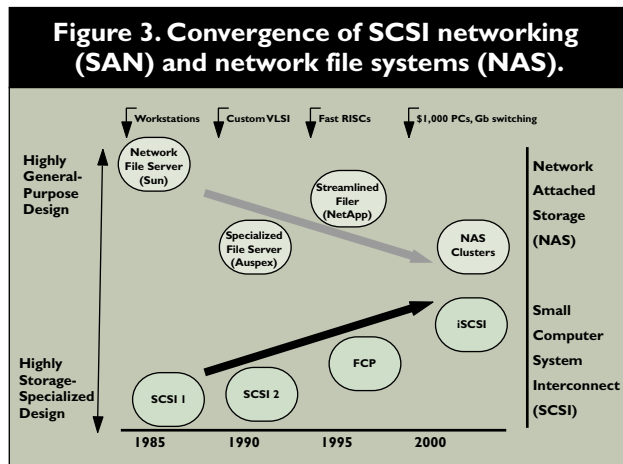 Figure 3. Convergence of SCSI networking
(SAN) and network file systems (NAS).
Workstations
Custom VLSI
Fast RISCs
$1,000 PCs, Gb switching
Highly
General-
Purpose
Design
Network
File Server
(Sun)
Specialized
File Server
(Auspex)
Streamlined
Filer
(NetApp)
NAS
Clusters
Network
Attached
Storage
(NAS)
Highly
Storage-
Specialized
Design
SCSI 1
SCSI 2
FCP
iSCSI
Small
Computer
System
Interconnect
(SCSI)
1985
1990
1995
2000